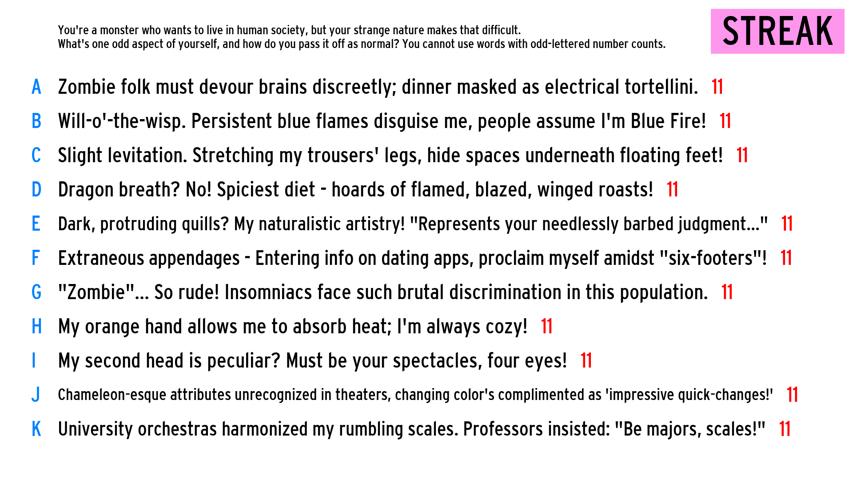 You're a monster who wants to live in human society, but your strange nature makes that difficult.
What's one odd aspect of yourself, and how do you pass it off as normal? You cannot use words with odd-lettered number counts.
STREAK
A Zombie folk must devour brains discreetly; dinner masked as electrical tortellini. 11
B Will-o'-the-wisp. Persistent blue flames disguise me, people assume I'm Blue Fire! 11
C Slight levitation. Stretching my trousers' legs, hide spaces underneath floating feet! 11
D Dragon breath? No! Spiciest diet - hoards of flamed, blazed, winged roasts! 11
E Dark, protruding quills? My naturalistic artistry! "Represents your needlessly barbed judgment..." 11
F Extraneous appendages - Entering info on dating apps, proclaim myself amidst "six-footers"! 11
G "Zombie"... So rude! Insomniacs face such brutal discrimination in this population. 11
H My orange hand allows me to absorb heat; I'm always cozy! 11
I My second head is peculiar? Must be your spectacles, four eyes! 11
J Chameleon-esque attributes unrecognized in theaters, changing color's complimented as 'impressive quick-changes!' 11
K University orchestras harmonized my rumbling scales. Professors insisted: "Be majors, scales!" 11